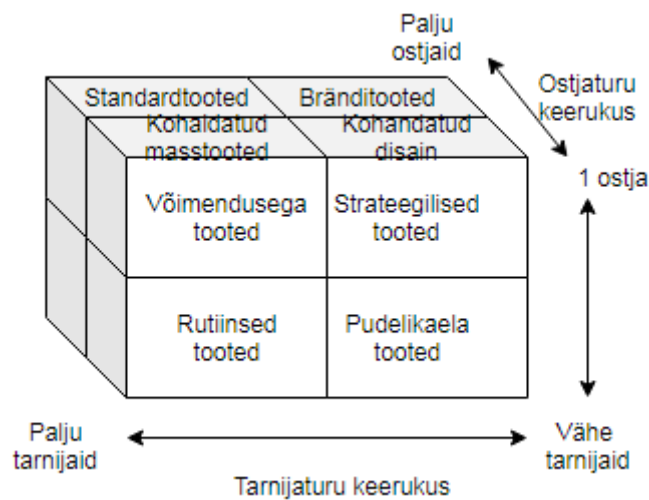 Palju
ostjaid
Ostjaturu
keerukus
Standardtooted
Bränditooted
Kohaldatud
masstooted
Kohandatud
disain
1 ostja
Võimendusega
tooted
Strateegilised
tooted
Rutiinsed
tooted
Pudelikaela
tooted
Palju
tarnijaid
Vähe
tarnijaid
Tarnijaturu keerukus